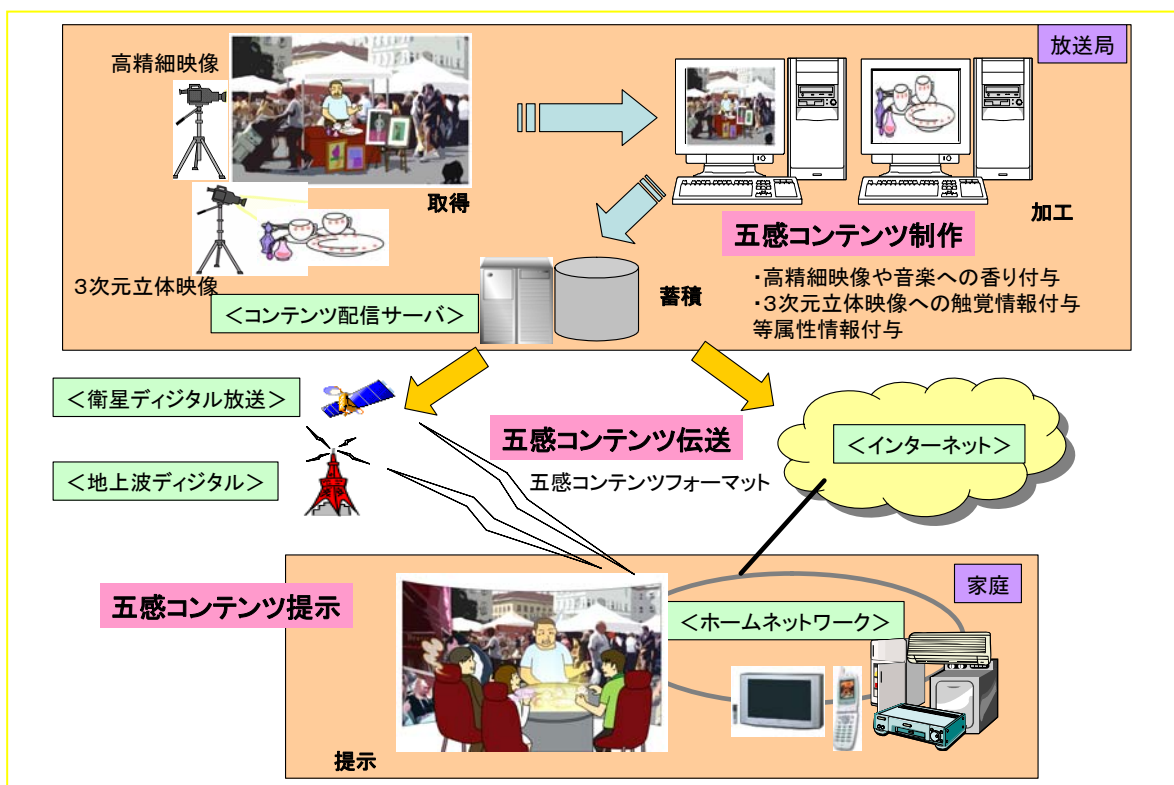 放送局
高精細映像
取得
加工
3次元立体映像
五感コンテンツ制作
・高精細映像や音楽への香り付与
・3次元立体映像への触覚情報付与
等属性情報付与
蓄積
<コンテンツ配信サーバ>
<衛星ディジタル放送>
五感コンテンツ伝送
<インターネット>
<地上波ディジタル>
五感コンテンツフォーマット
家庭
五感コンテンツ提示
<ホームネットワーク>
提示